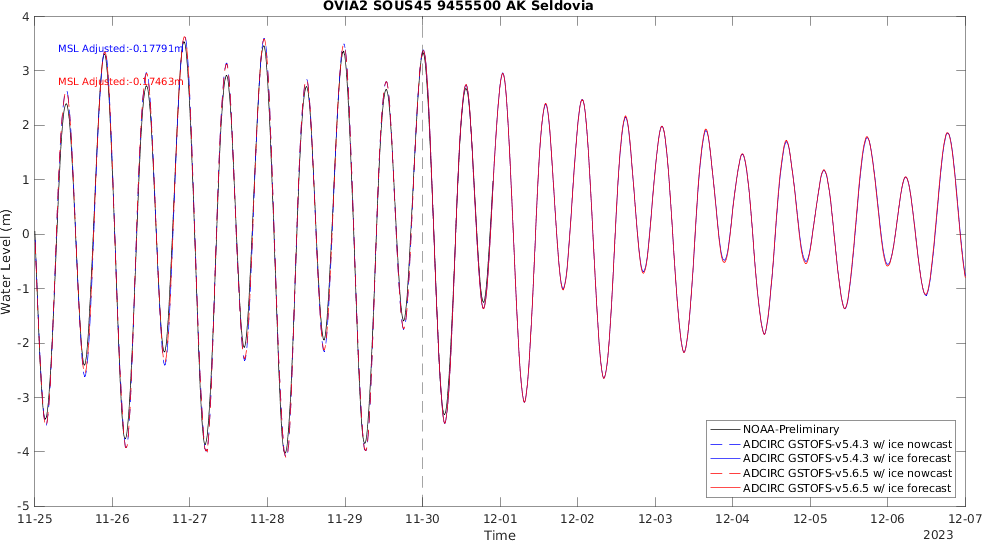 OVIA2 SOUS45 9455500 AK Seldovia
MSL Adjusted:-0.17791m
MSL Adjusted:-0.17463m
Water Level (m)
4
3
2
1
0
-1
-2
-3
-4
-5
NOAA-Preliminary
ADCIRC GSTOFS-v5.4.3 w/ ice nowcast
ADCIRC GSTOFS-v5.4.3 w/ ice forecast
ADCIRC GSTOFS-v5.6.5 w/ ice nowcast
ADCIRC GSTOFS-v5.6.5 w/ ice forecast
11-25 11-26 11-27 11-28 11-29 11-30 12-01 12-02 12-03 12-04 12-05 12-06 12-07
Time
2023